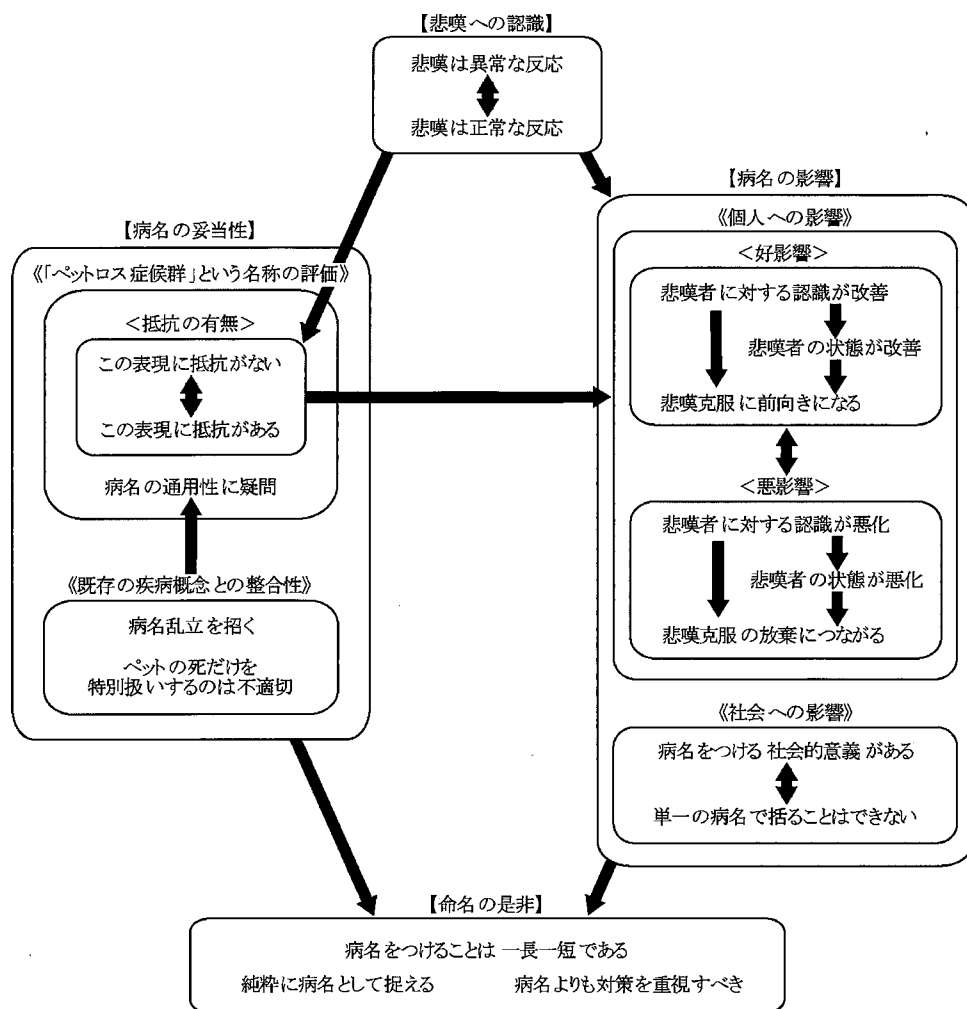 【悲嘆への認識】
悲嘆は異常な反応
悲嘆は正常な反応
【病名の妥当性】
《「ペットロス症候群」という名称の評価》
<抵抗の有無>
この表現に抵抗がない
この表現に抵抗がある
病名の通用性に疑問
《既存の疾病概念との整合性》
病名乱立を招く
ペットの死だけを
特別扱いするのは不適切
【病名の影響】
《個人への影響》
<好影響>
悲嘆者に対する認識が改善
悲嘆者の状態が改善
悲嘆克服に前向きになる
<悪影響>
悲嘆者に対する認識が悪化
悲嘆者の状態が悪化
悲嘆克服の放棄につながる
《社会への影響》
病名をつける社会的意義がある
単一の病名で括ることはできない
【命名の是非】
病名をつけることは一長一短である
純粋に病名として捉える 病名よりも対策を重視すべき